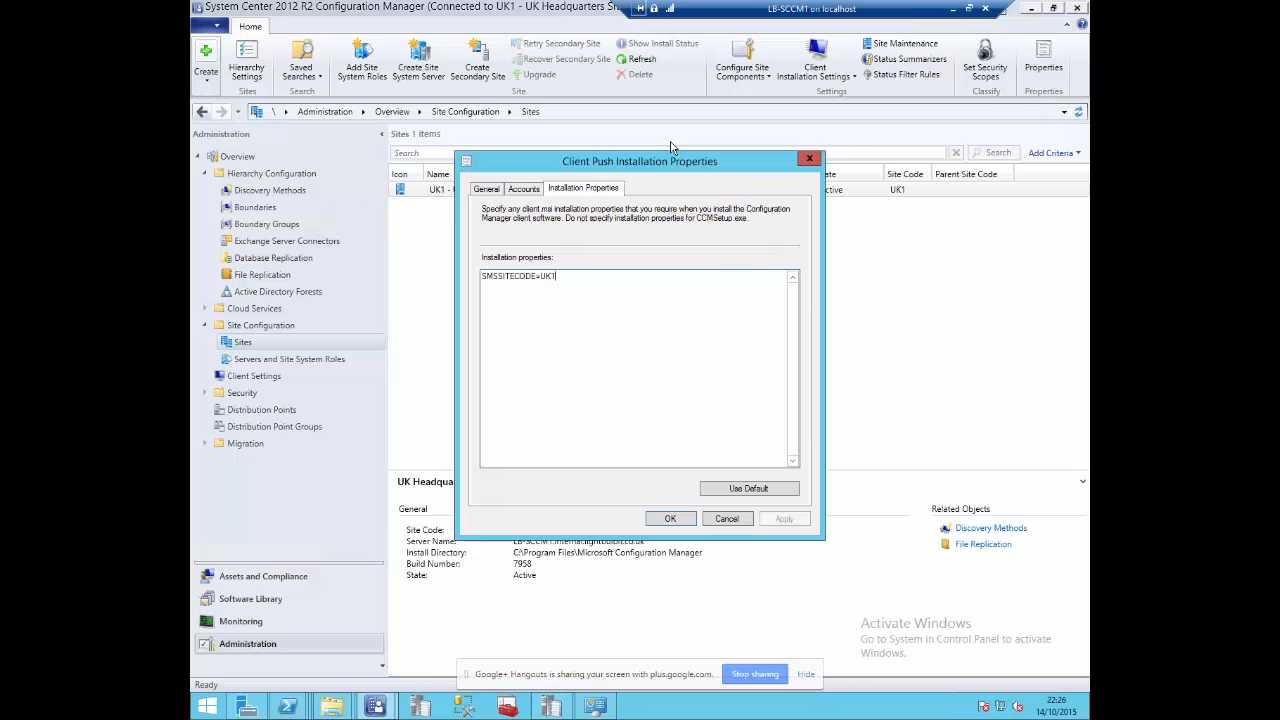 System Center 2012 R2 Configuration Manager (Connected to UK1 - UK Headquarters
LB-SCCM1 on localhost
Home
Create
Hierarchy Settings
Saved Searches
Add Site System Roles
Create Site System Server
Create Secondary Site
Retry Secondary Site
Recover Secondary Site
Upgrade
Show Install Status
Refresh
Delete
Configure Site Components
Client Installation Settings
Site Maintenance
Status Summarizers
Status Filter Rules
Set Security Scopes
Properties
Sites
Search
Site
Settings
Classify
Properties
\ Administration Overview Site Configuration Sites
Administration
Overview
Hierarchy Configuration
Discovery Methods
Boundaries
Boundary Groups
Exchange Server Connectors
Database Replication
File Replication
Active Directory Forests
Cloud Services
Site Configuration
Sites
Servers and Site System Roles
Client Settings
Security
Distribution Points
Distribution Point Groups
Migration
Assets and Compliance
Software Library
Monitoring
Administration
Sites 1 items
Search
Search
Add Criteria
Icon Name Site Code Parent Site Code
UK1 UK1
Client Push Installation Properties
General Accounts Installation Properties
Specify any client msi installation properties that you require when you install the Configuration
Manager client software. Do not specify installation properties for CCMSetup.exe.
Installation properties:
SMSSITECODE=UK1
Use Default
OK Cancel Apply
UK Headqua
General
Site Code:
Server Name:
Install Directory: C:\Program Files\Microsoft Configuration Manager
Build Number: 7958
State: Active
Related Objects
Discovery Methods
File Replication
Activate Windows
Go to System in Control Panel to activate
Windows.
Google+ Hangouts is sharing your screen with plus.google.com. Stop sharing Hide
Ready
22:26
14/10/2015